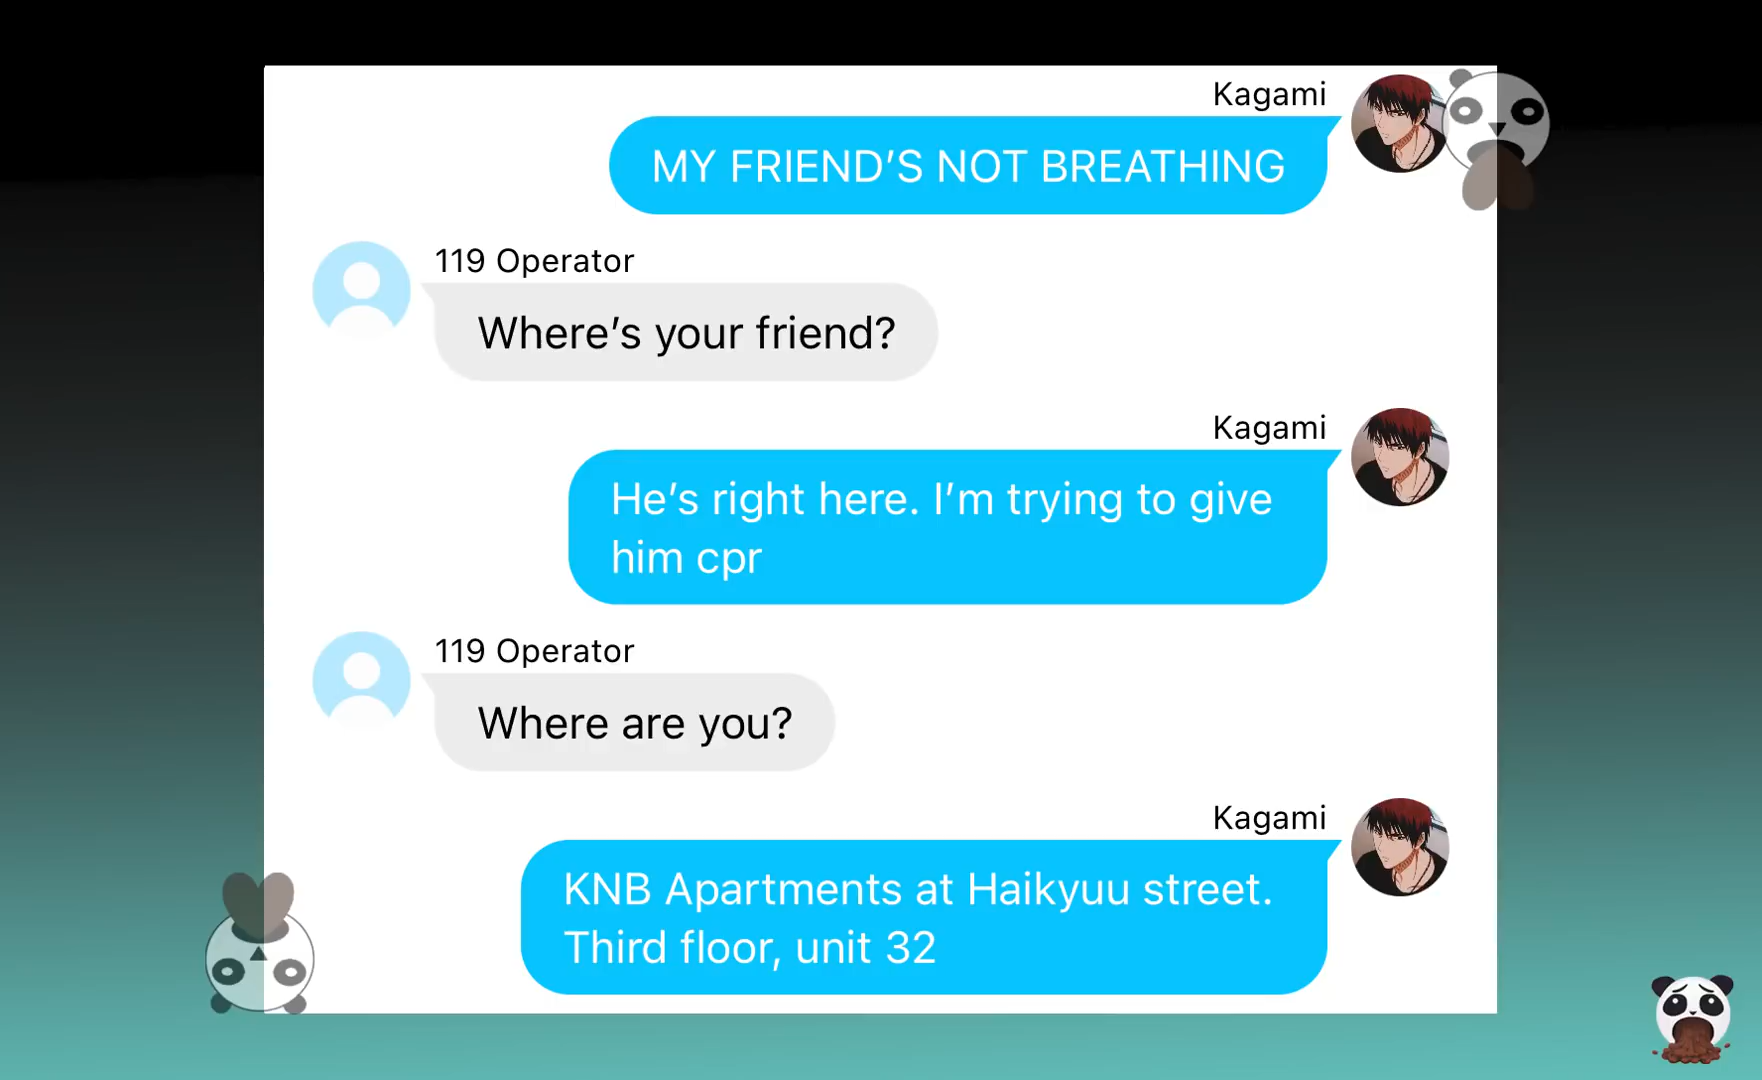 Kagami
MY FRIEND’S NOT BREATHING
119 Operator
Where’s your friend?
Kagami
He’s right here. I’m trying to give
him cpr
119 Operator
Where are you?
Kagami
KNB Apartments at Haikyuu street.
Third floor, unit 32